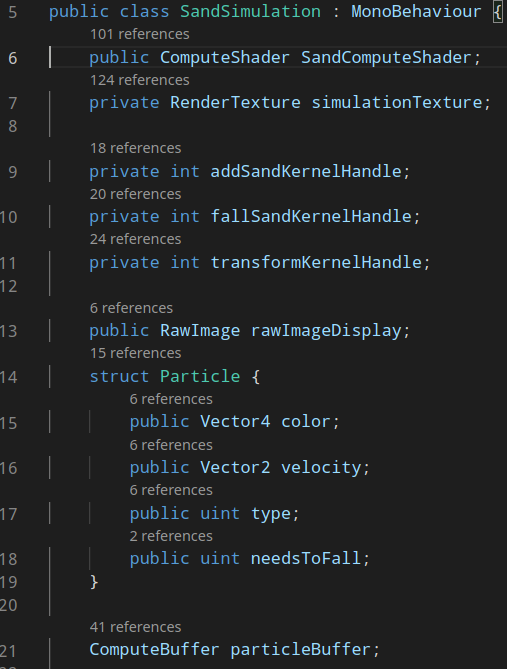 5 public class SandSimulation : MonoBehaviour {
101 references
6 public ComputeShader SandComputeShader;
124 references
7 private RenderTexture simulationTexture;
8
18 references
9 private int addSandKernelHandle;
20 references
10 private int fallSandKernelHandle;
24 references
11 private int transformKernelHandle;
12
6 references
13 public RawImage rawImageDisplay;
15 references
14 struct Particle {
6 references
15 public Vector4 color;
6 references
16 public Vector2 velocity;
6 references
17 public uint type;
2 references
18 public uint needsToFall;
19 }
20
41 references
21 ComputeBuffer particleBuffer;